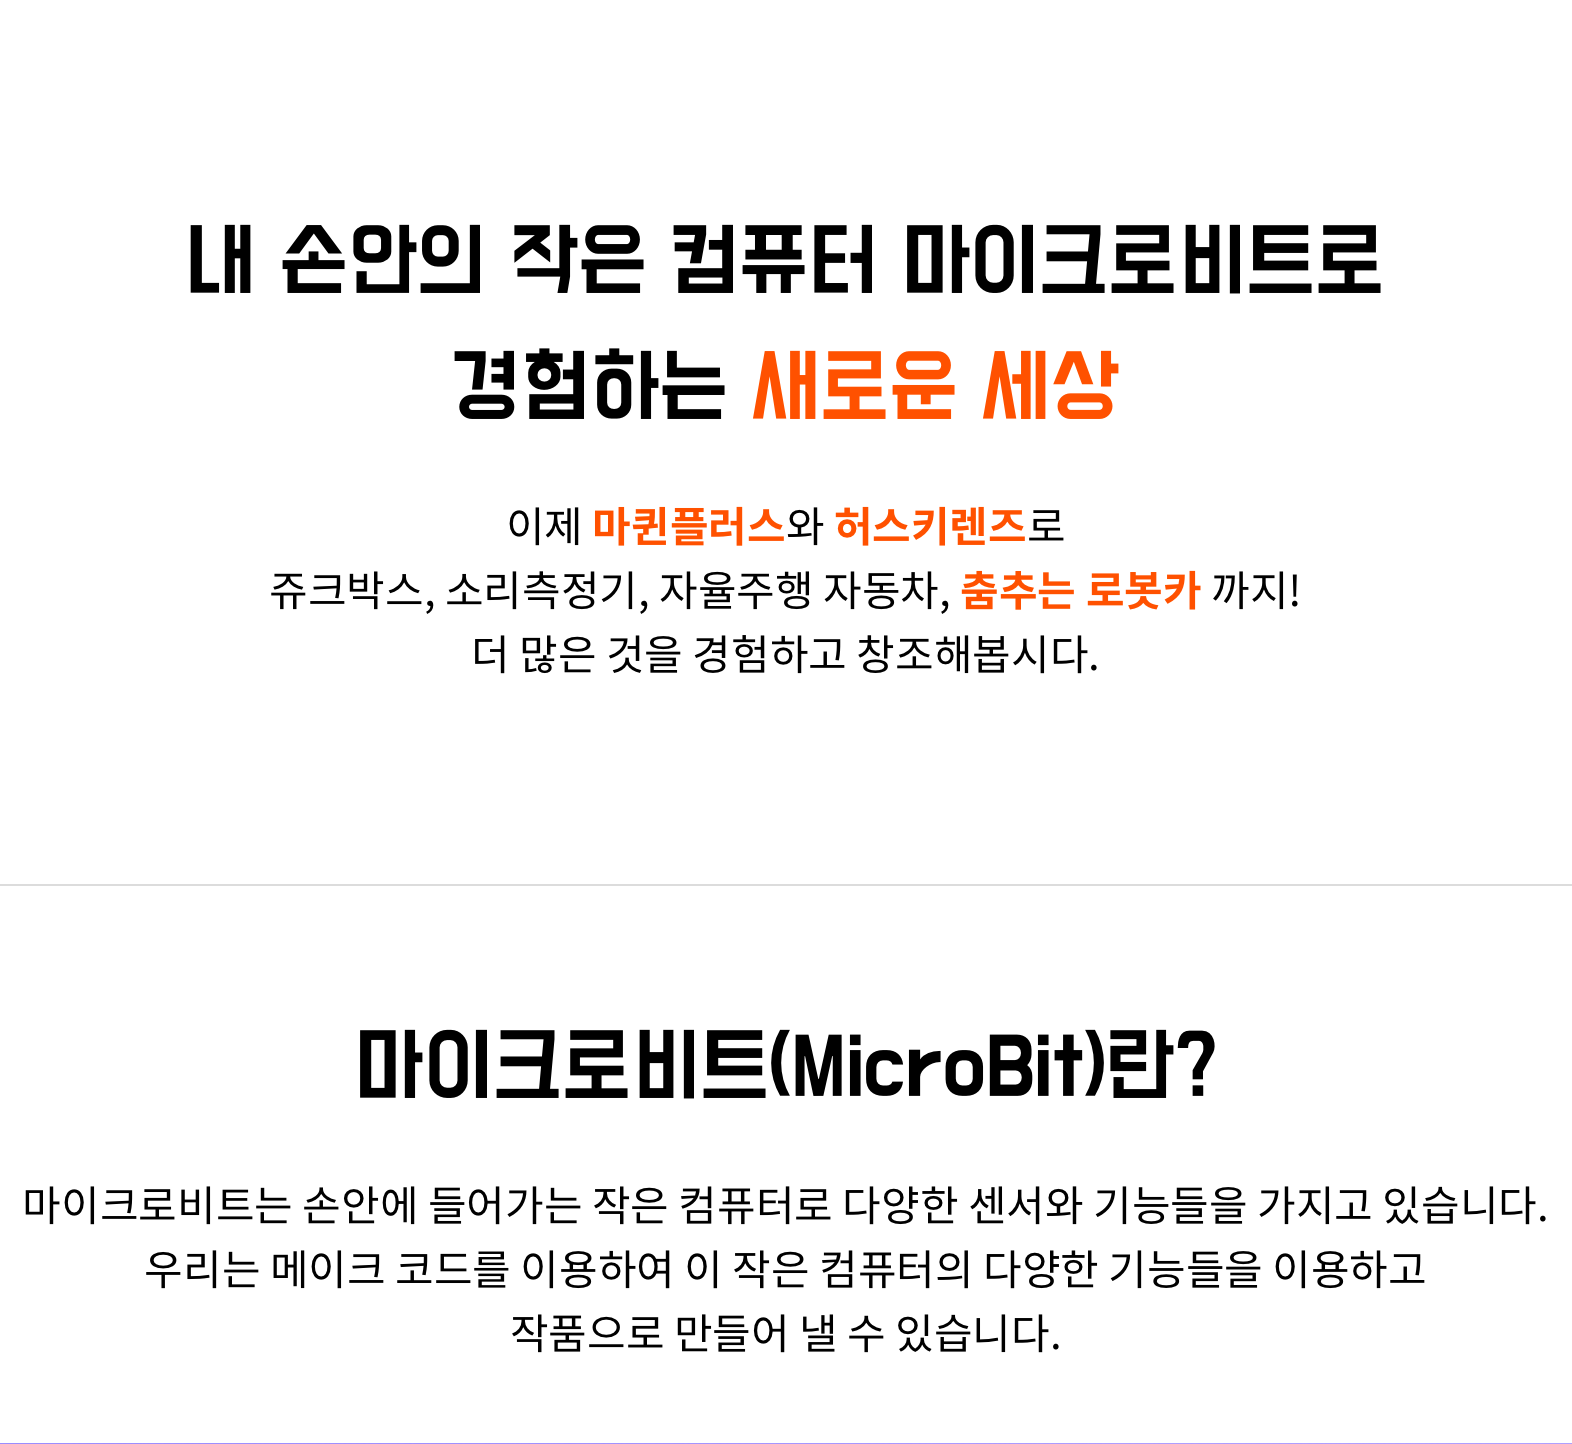 내 손안의 작은 컴퓨터 마이크로비트로
경험하는 새로운 세상
이제 마퀸플러스와 허스키렌즈로
쥬크박스, 소리측정기, 자율주행 자동차, 춤추는 로봇카 까지!
더 많은 것을 경험하고 창조해봅시다.
마이크로비트(MicroBit)란?
마이크로비트는 손안에 들어가는 작은 컴퓨터로 다양한 센서와 기능들을 가지고 있습니다.
우리는 메이크 코드를 이용하여 이 작은 컴퓨터의 다양한 기능들을 이용하고
작품으로 만들어 낼 수 있습니다.